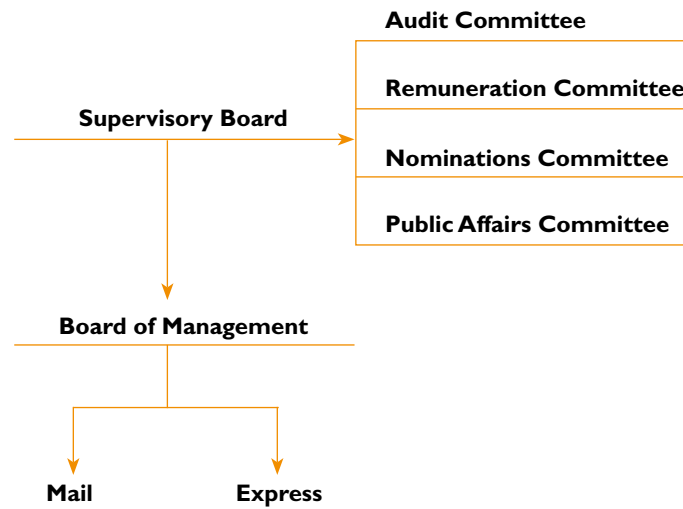 Audit Committee
Remuneration Committee
Supervisory Board
Nominations Committee
Public Affairs Committee
Board of Management
Mail
Express